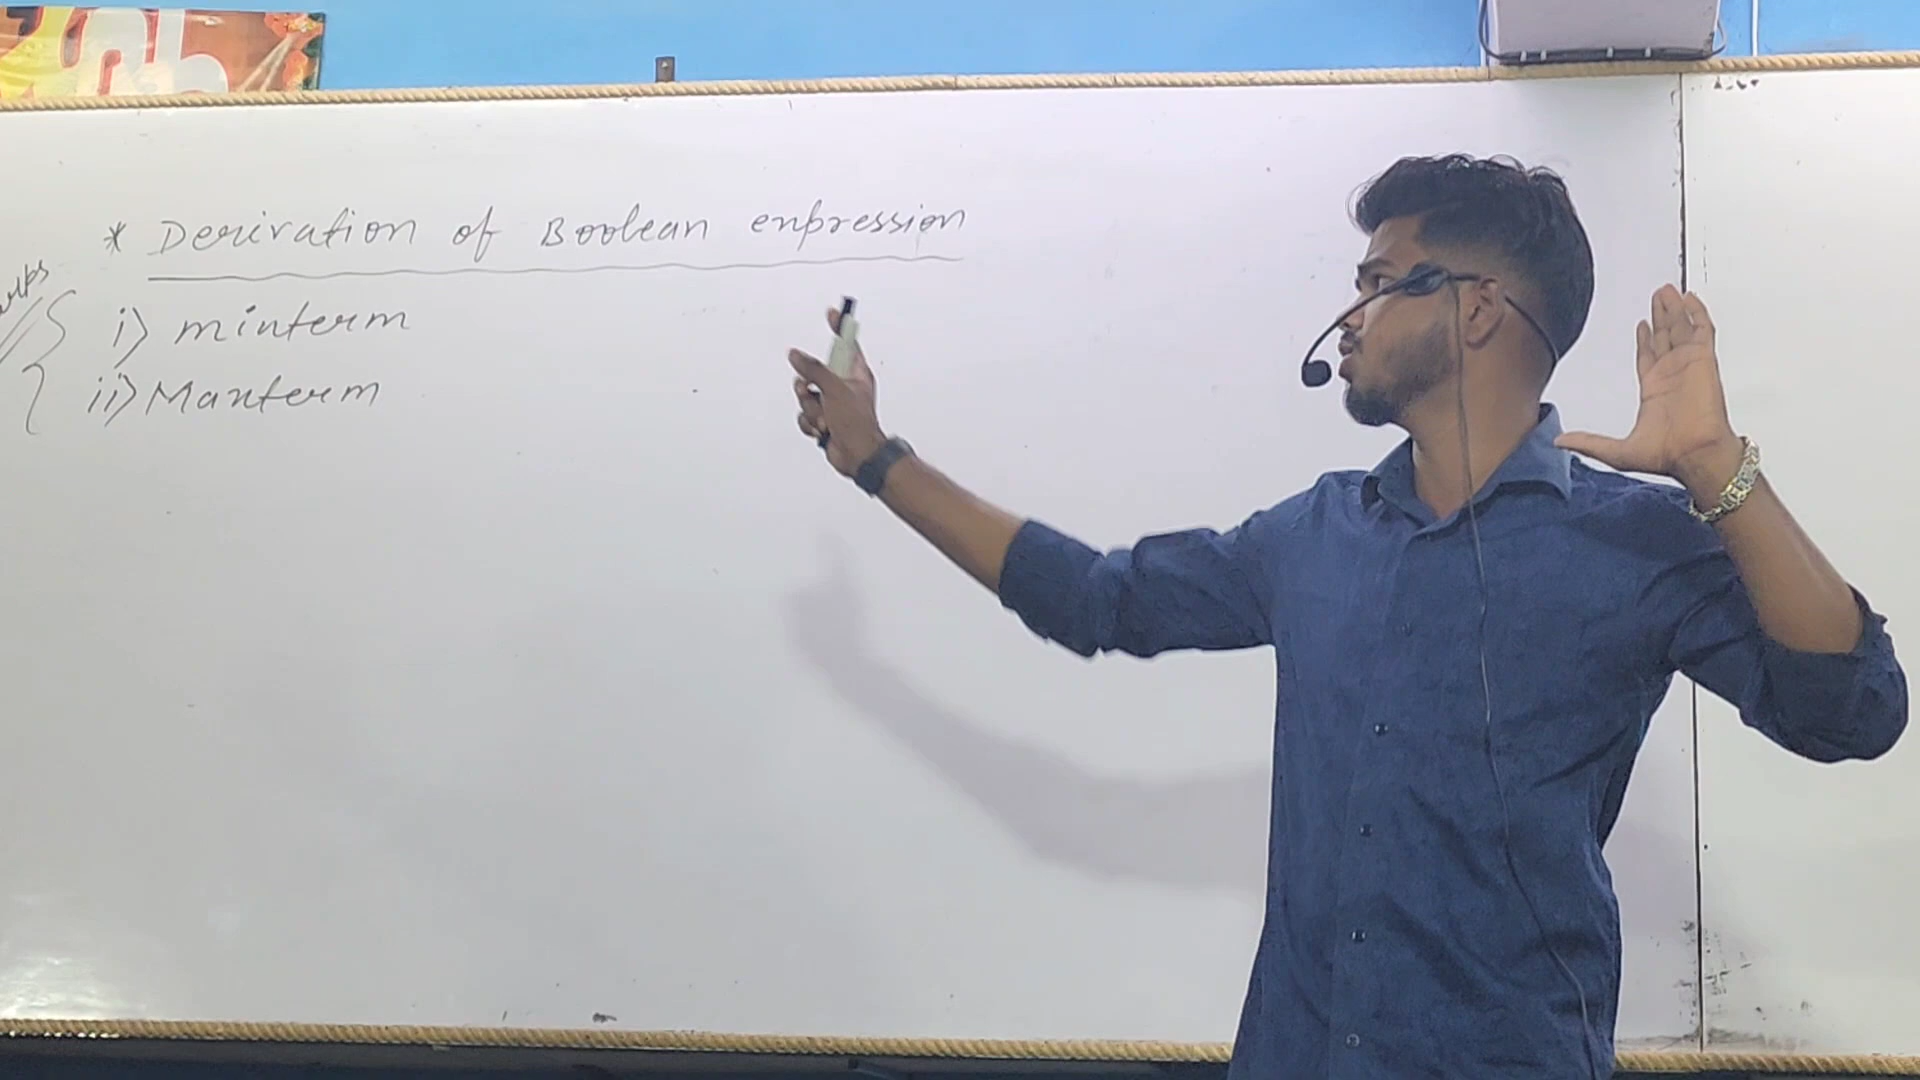 * Derivation of Boolean enpression
i) minterm
ii) Manterm